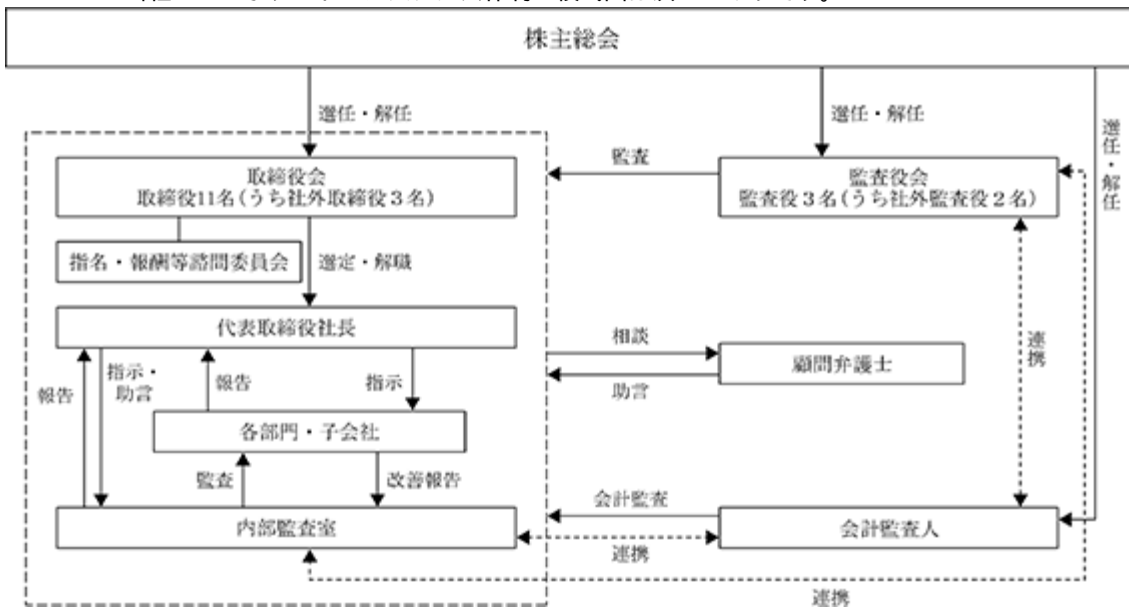 株主総会
選任・解任
選任・解任
選任・解任
取締役会
取締役11名(うち社外取締役3名)
監査
監査役会
監査役3名(うち社外監査役2名)
指名・報酬等諮問委員会
選定・解職
代表取締役社長
相談
顧問弁護士
助言
連携
報告
指示・
助言
報告
指示
各部門・子会社
監査
改善報告
内部監査室
会計監査
会計監査人
連携
連携